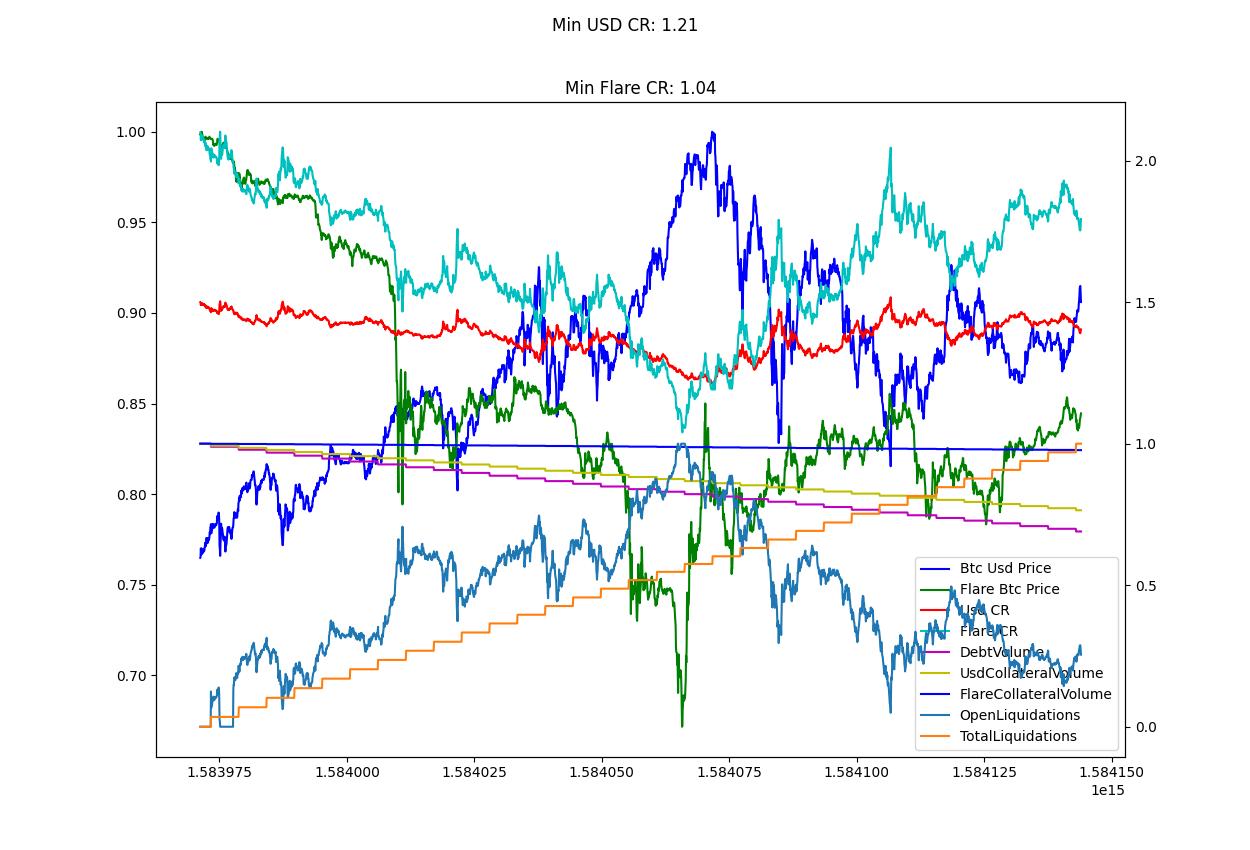 Min USD CR: 1.21
Min Flare CR: 1.04
1.00
0.95
0.90
0.85
0.80
0.75
0.70
2.0
1.5
1.0
0.5
0.0
Btc Usd Price
Flare Btc Price
Usd CR
Flare CR
DebtVolume
UsdCollateralVolume
FlareCollateralVolume
OpenLiquidations
TotalLiquidations
1.583975 1.584000 1.584025 1.584050 1.584075 1.584100 1.584125 1.584150
1e15